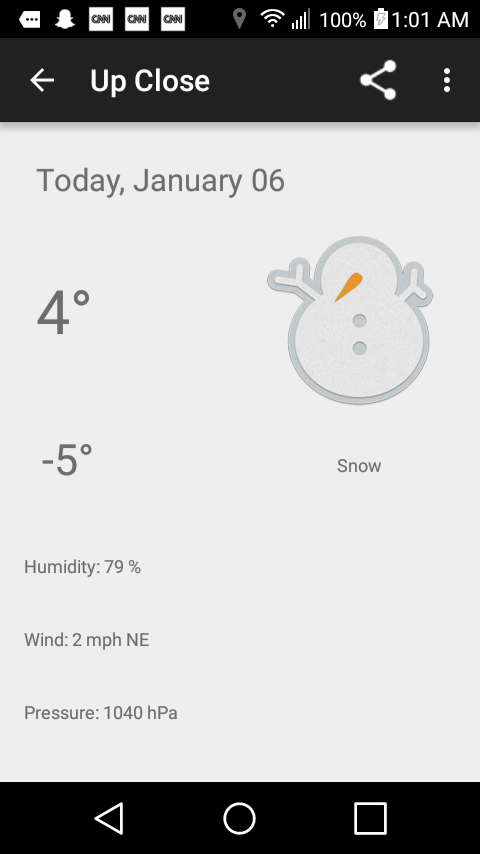 CNN CNN CNN 100% 1:01 AM
Up Close
Today, January 06
4°
-5°
Snow
Humidity: 79 %
Wind: 2 mph NE
Pressure: 1040 hPa